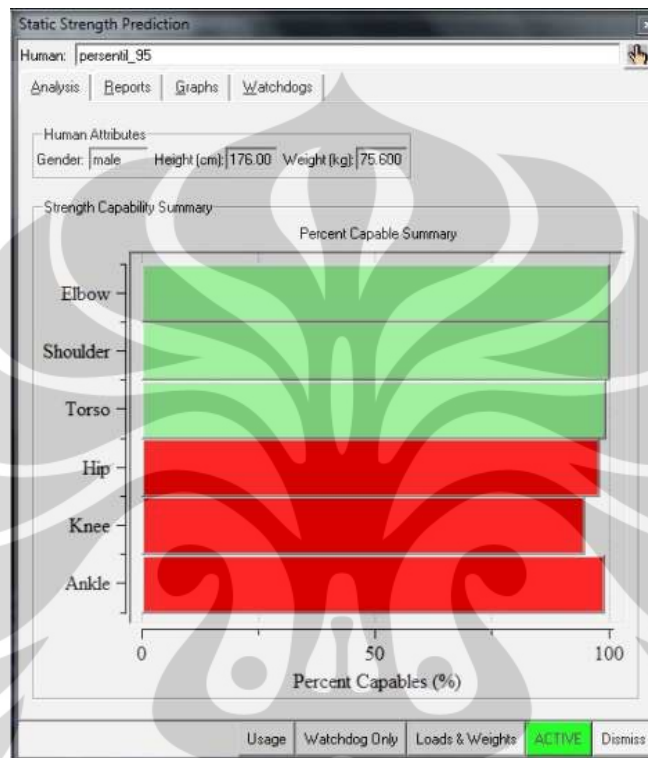 Static Strength Prediction
Human: persentil_95
Analysis Reports Graphs Watchdogs
Human Attributes
Gender: male Height (cm): 176.00 Weight (kg): 75.600
Strength Capability Summary
Percent Capable Summary
Elbow
Shoulder
Torso
Hip
Knee
Ankle
0 50 100
Percent Capables (%)
Usage Watchdog Only Loads & Weights ACTIVE Dismiss